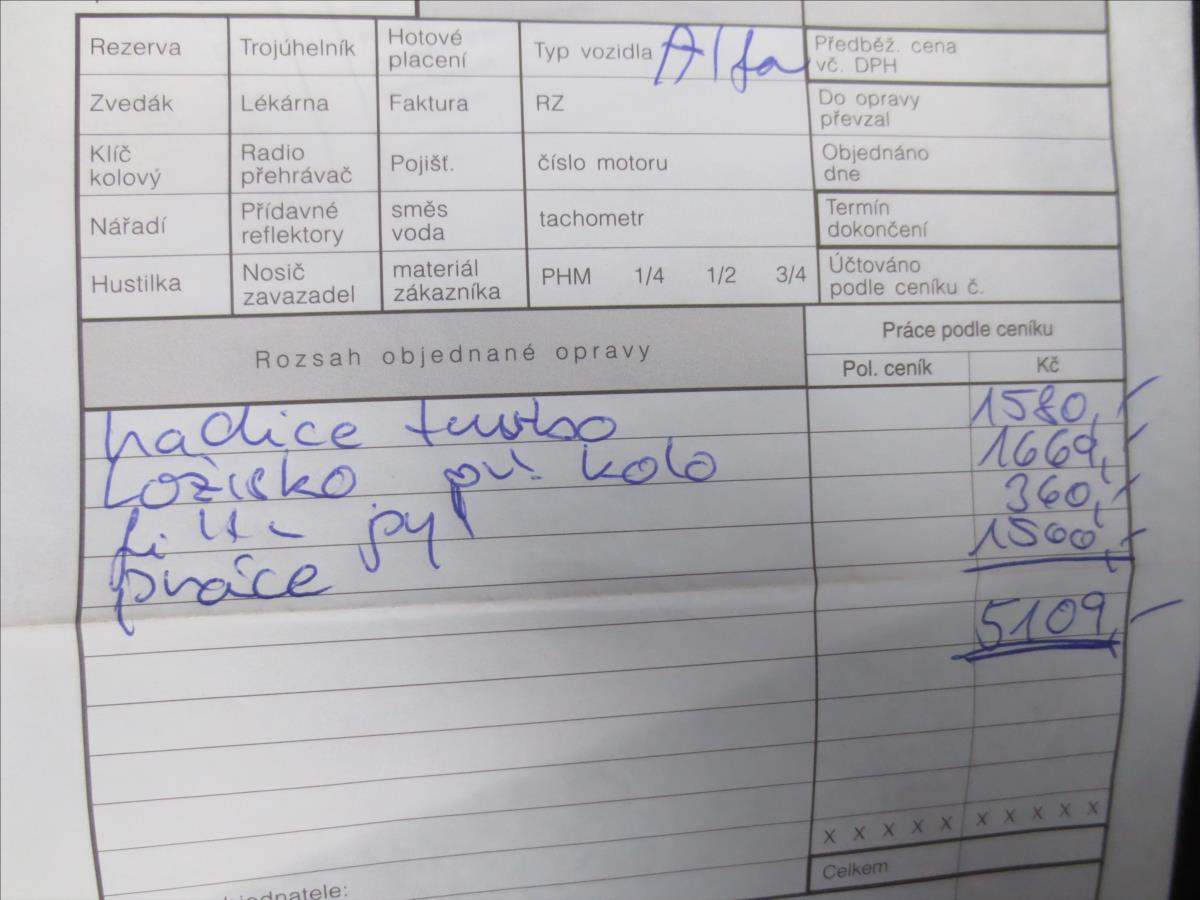 Rezerva Trojúhelník Hotové placení Typ vozidla Alfa Předběž. cena vč. DPH
Zvedák Lékárna Faktura RZ Do opravy převzal
Klíč kolový Radio přehrávač Pojišť. číslo motoru Objednáno dne
Nářadí Přídavné reflektory směs voda tachometr Termín dokončení
Hustilka Nosič zavazadel materiál zákazníka PHM 1/4 1/2 3/4 Účtováno podle ceníku č.
Rozsah objednané opravy Práce podle ceníku
Pol. ceník Kč
hadice turbo 1580,-
Ložisko př. kolo 1669,-
filtr pyl 360,-
práce 1500,-
5109,-
x x x x x x x x x x
Celkem